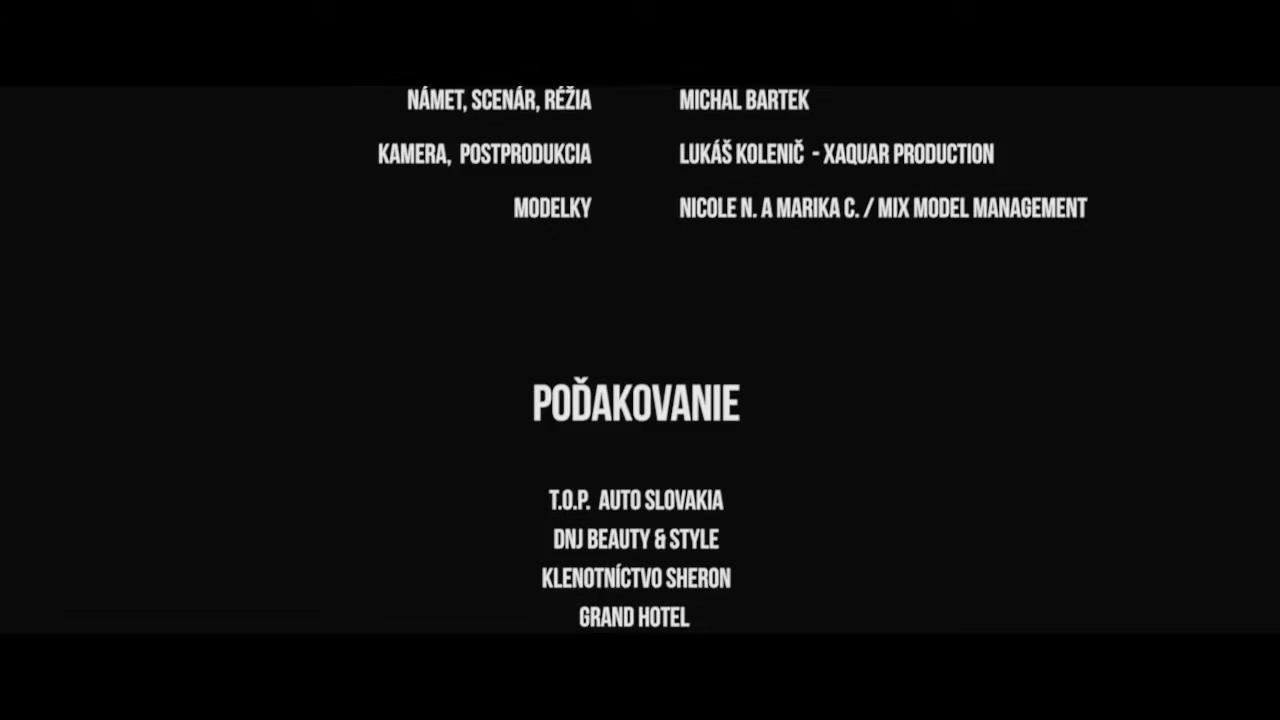 NÁMET, SCENÁR, RÉŽIA MICHAL BARTEK
KAMERA, POSTPRODUKCIA LUKÁŠ KOLENIČ - XAQUAR PRODUCTION
MODELKY NICOLE N. A MARIKA C. / MIX MODEL MANAGEMENT
POĎAKOVANIE
T.O.P. AUTO SLOVAKIA
DNJ BEAUTY & STYLE
KLENOTNÍCTVO SHERON
GRAND HOTEL